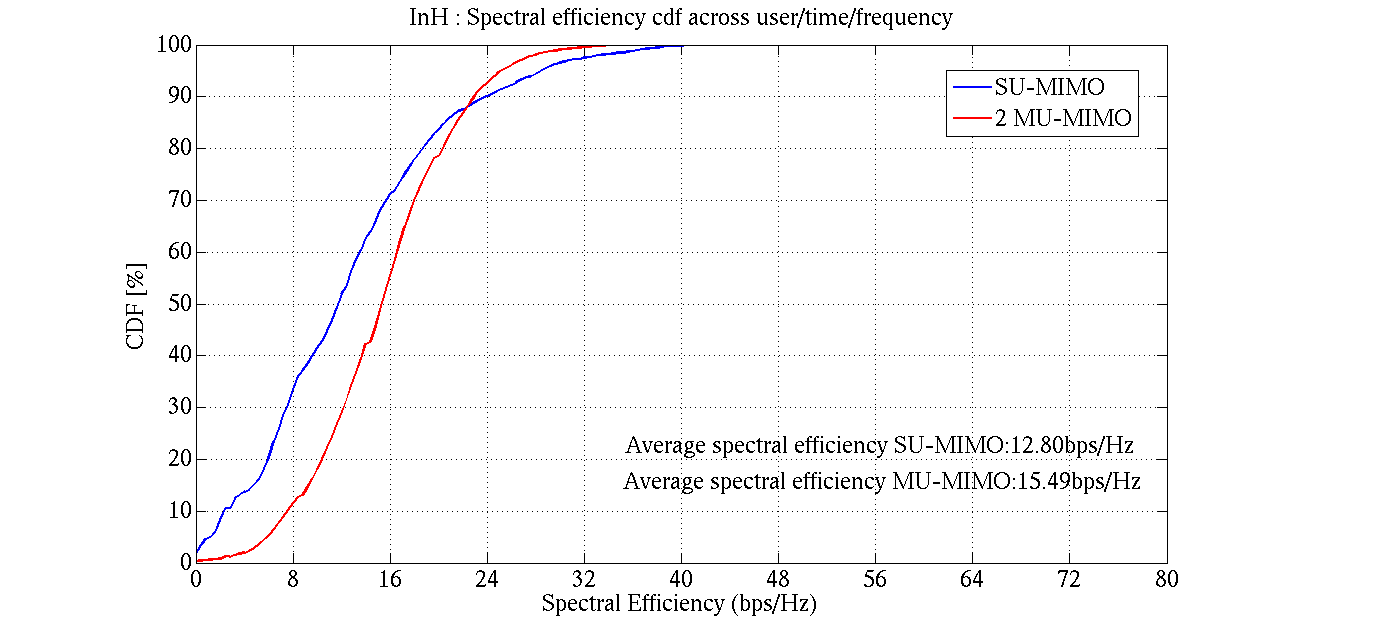 InH : Spectral efficiency cdf across user/time/frequency
100
90
80
70
60
50
40
30
20
10
0
CDF [%]
SU-MIMO
2 MU-MIMO
Average spectral efficiency SU-MIMO:12.80bps/Hz
Average spectral efficiency MU-MIMO:15.49bps/Hz
0 8 16 24 32 40 48 56 64 72 80
Spectral Efficiency (bps/Hz)